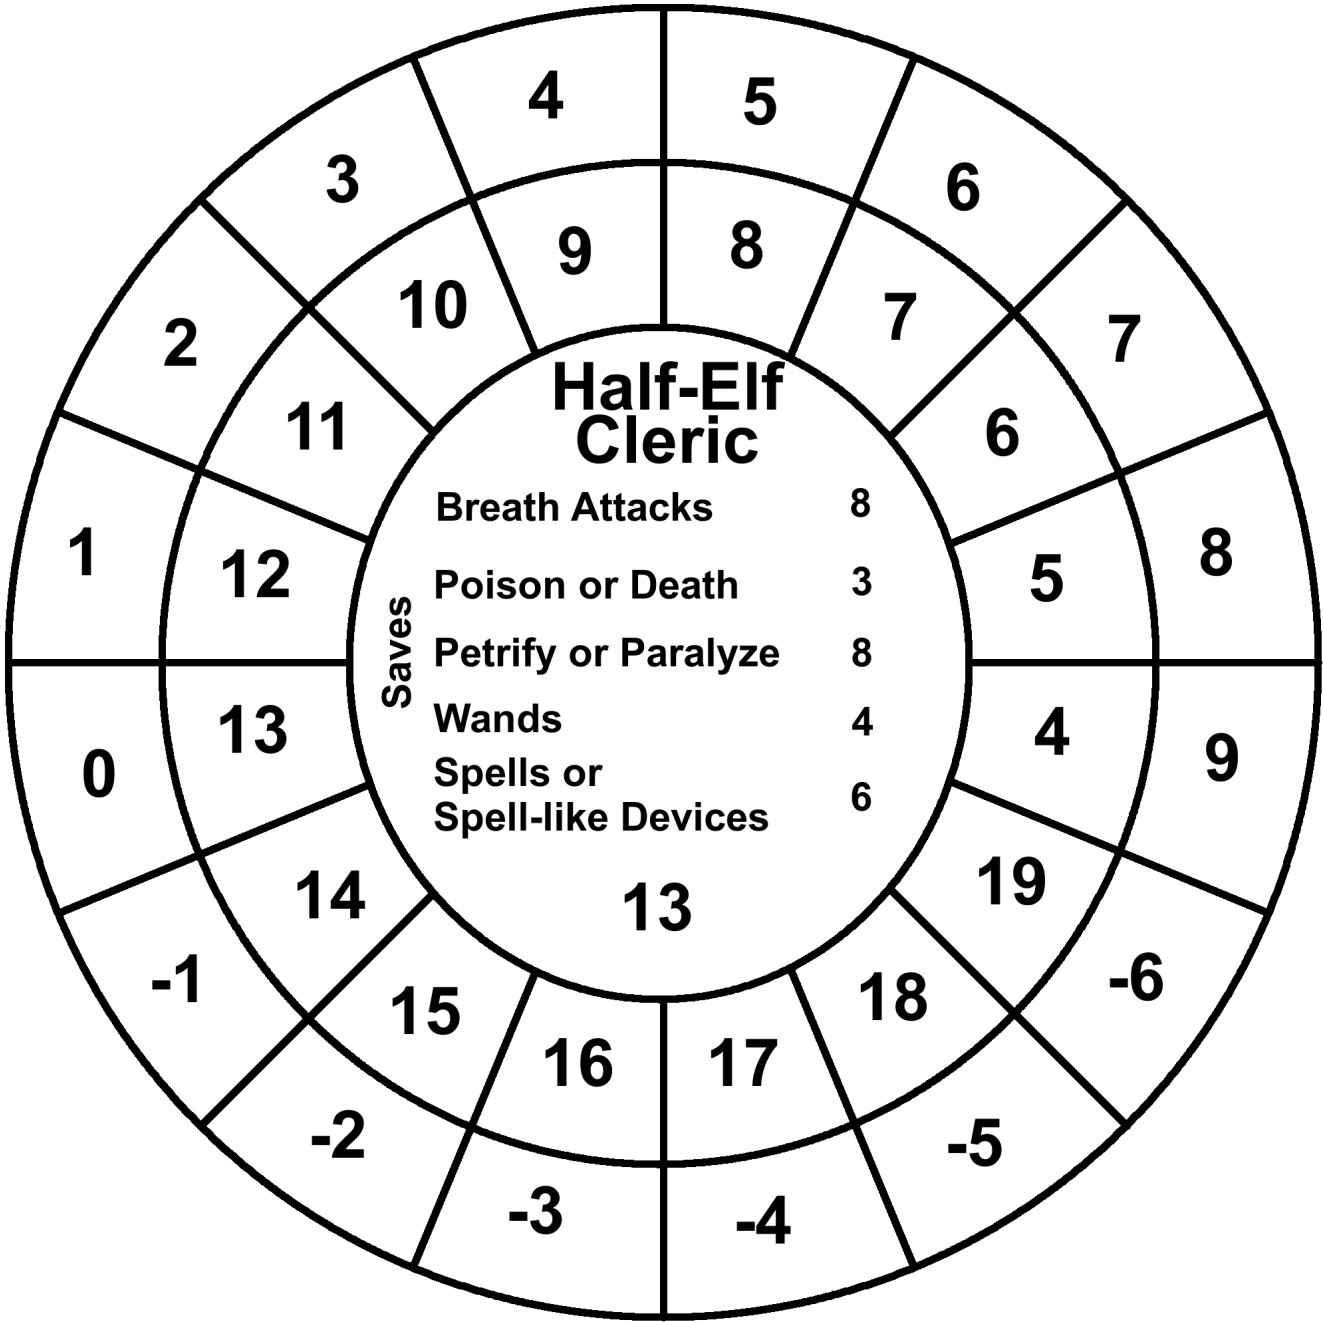 4 5
3 6
9 8
10 7
2 7
11 6
Half-Elf
Cleric
Breath Attacks 8
1 8
12 5
Poison or Death 3
Saves
Petrify or Paralyze 8
Wands 4
13 4
0 9
Spells or
Spell-like Devices 6
14 19
13
-1 -6
15 18
16 17
-2 -5
-3 -4